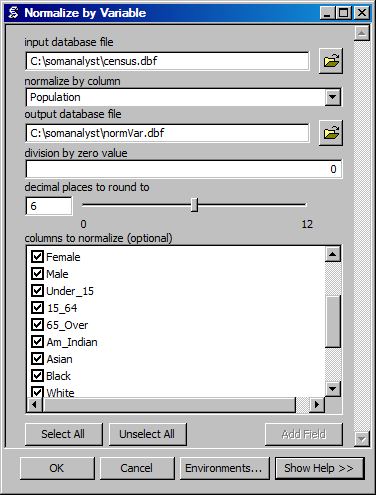 Normalize by Variable
input database file
C:\somanalyst\census.dbf
normalize by column
Population
output database file
C:\somanalyst\normVar.dbf
division by zero value
0
decimal places to round to
6
0 12
columns to normalize (optional)
Female
Male
Under_15
15_64
65_Over
Am_Indian
Asian
Black
White
Select All Unselect All Add Field
OK Cancel Environments... Show Help >>